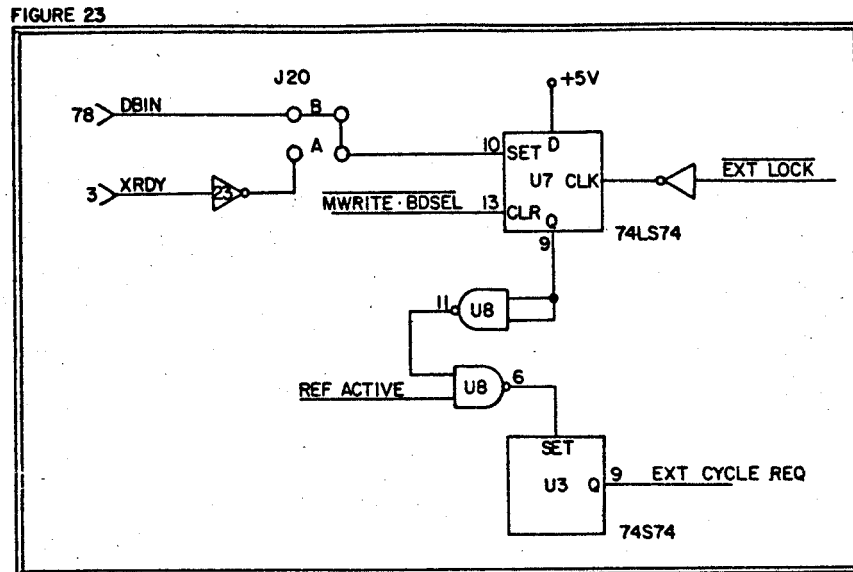 FIGURE 23
J20
+5V
78 DBIN
B
A
10 SET D
3 XRDY
23
U7 CLK
EXT LOCK
MWRITE·BDSEL 13 CLR
Q
9
74LS74
11
U8
REF ACTIVE
U8
6
SET
U3 Q 9 EXT CYCLE REQ
74S74